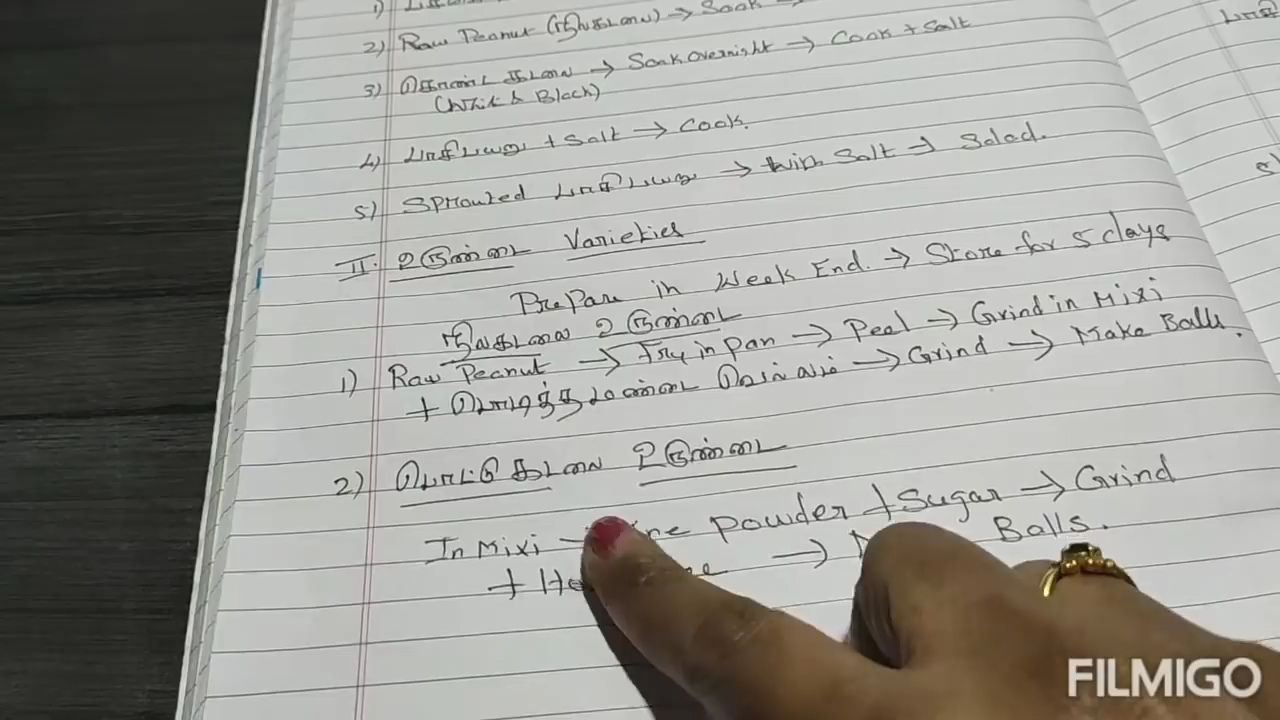 1)
2) Raw Peanut (நிலகடலை) → Soak →
3) கொண்டை கடலை → Soak overnight → Cook + Salt
(White & Black)
4) பாசிபயறு + Salt → Cook.
5) Sprouted பாசிபயறு → with Salt → Salad.
II. உருண்டை Varieties
Prepare in Week End. → Store for 5 days
நிலகடலை உருண்டை
1) Raw Peanut → Fry in pan → Peel → Grind in Mixi
+ பொடித்த மண்டை வெல்லம் → Grind → Make Balls.
2) பொட்டுகடலை உருண்டை
In Mixi → powder + Sugar → Grind
+ → Balls.
FILMIGO